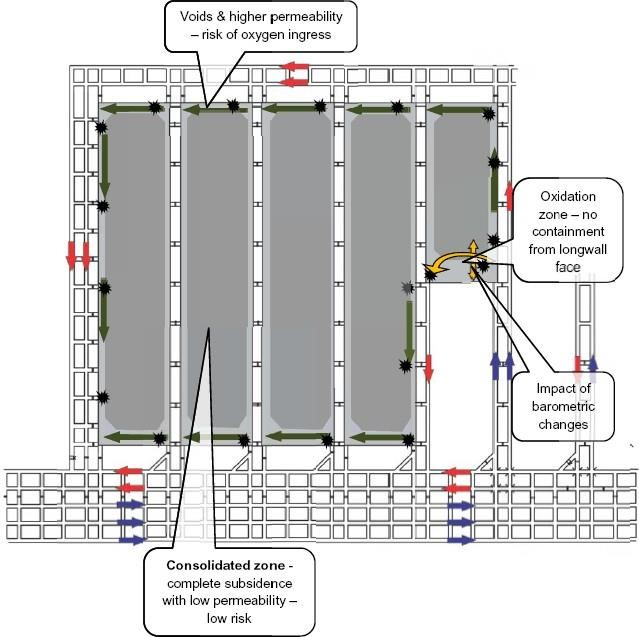 Voids & higher permeability
– risk of oxygen ingress
Oxidation
zone – no
containment
from longwall
face
Impact of
barometric
changes
Consolidated zone -
complete subsidence
with low permeability –
low risk